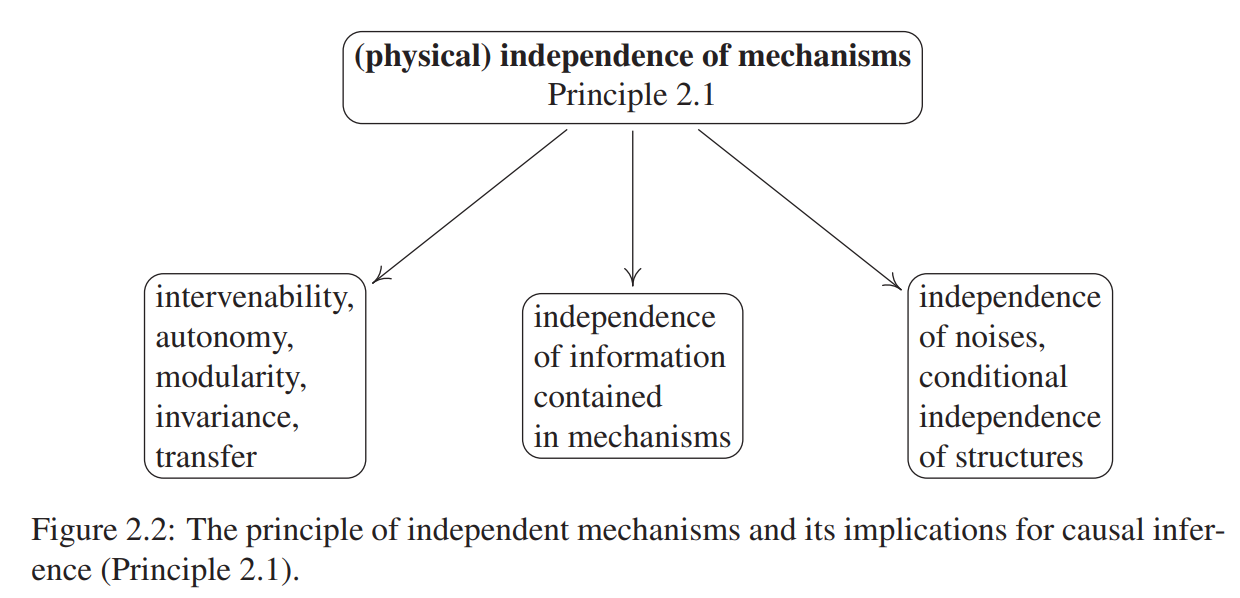 (physical) independence of mechanisms
Principle 2.1
intervenability,
autonomy,
modularity,
invariance,
transfer
independence
of information
contained
in mechanisms
independence
of noises,
conditional
independence
of structures
Figure 2.2: The principle of independent mechanisms and its implications for causal infer-
ence (Principle 2.1).